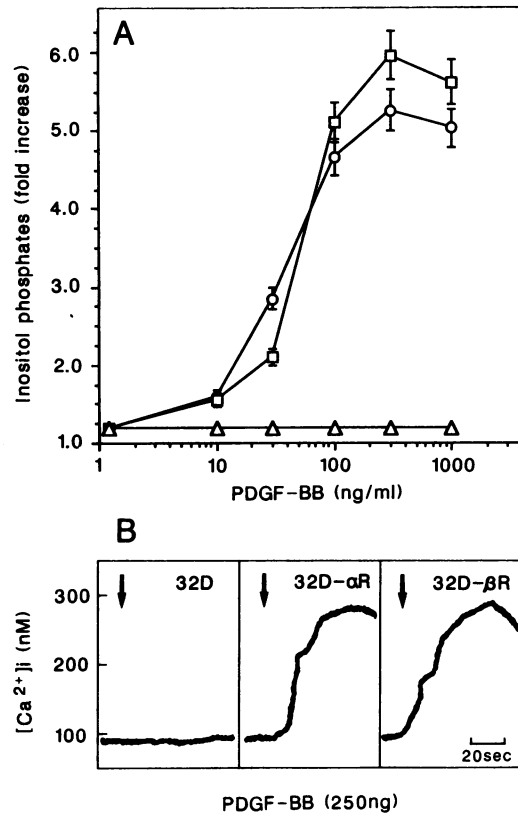 A
Inositol phosphates (fold increase)
6.0
5.0
4.0
3.0
2.0
1.0
1
10
100
1000
PDGF-BB (ng/ml)
B
[Ca²⁺]i (nM)
300
200
100
32D
32D-αR
32D-βR
20sec
PDGF-BB (250ng)